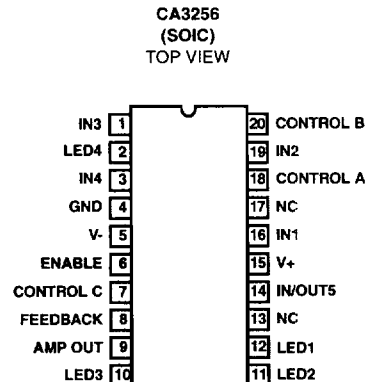 CA3256
(SOIC)
TOP VIEW
IN3 1 20 CONTROL B
LED4 2 19 IN2
IN4 3 18 CONTROL A
GND 4 17 NC
V- 5 16 IN1
ENABLE 6 15 V+
CONTROL C 7 14 IN/OUT5
FEEDBACK 8 13 NC
AMP OUT 9 12 LED1
LED3 10 11 LED2